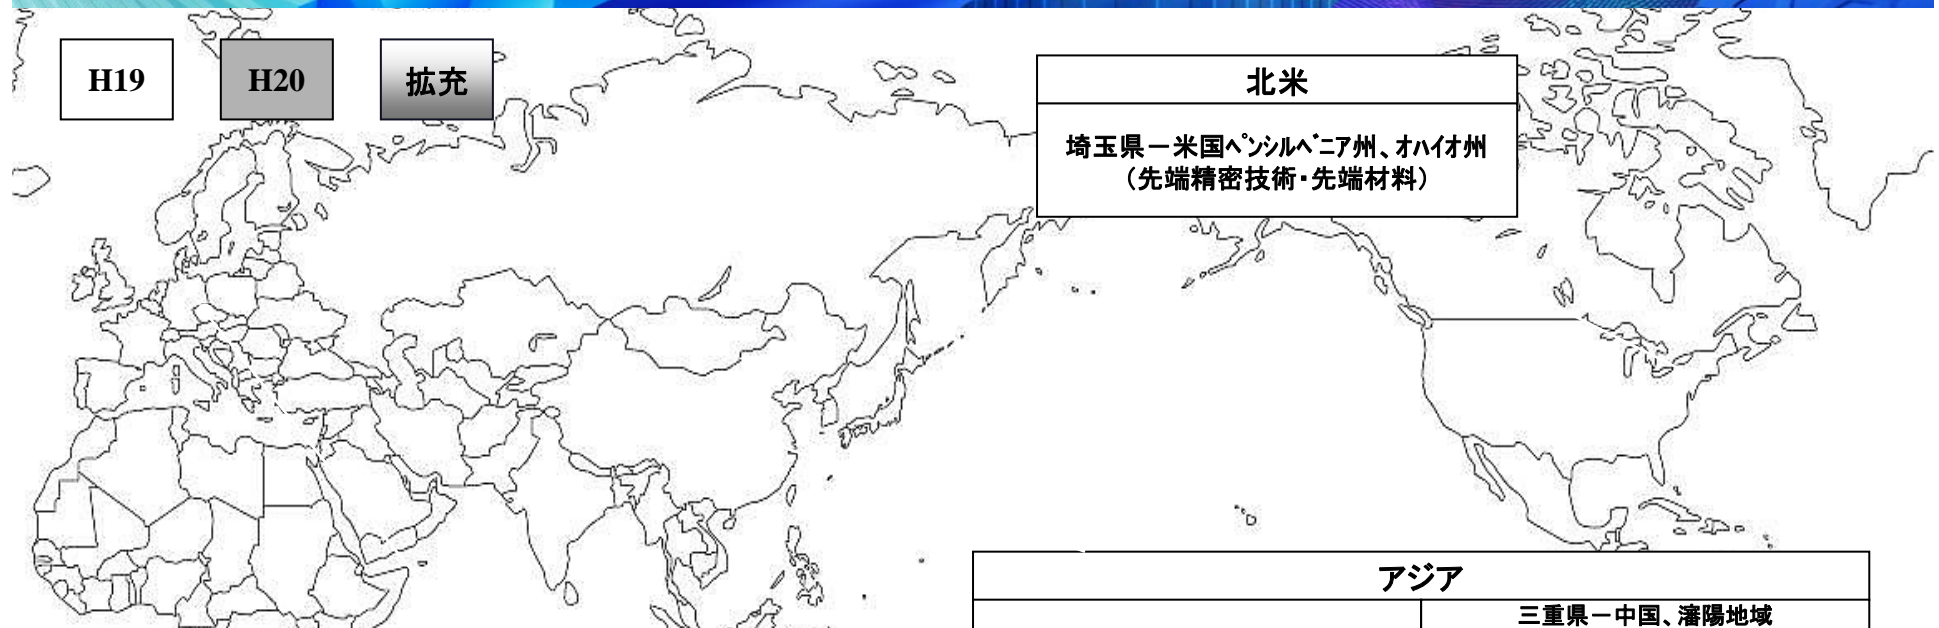 H19
H20
拡充
北米
埼玉県－米国ﾍﾟﾝｼﾙﾍﾞﾆｱ州、ｵﾊｲｵ州
（先端精密技術・先端材料）
アジア
三重県－中国、瀋陽地域